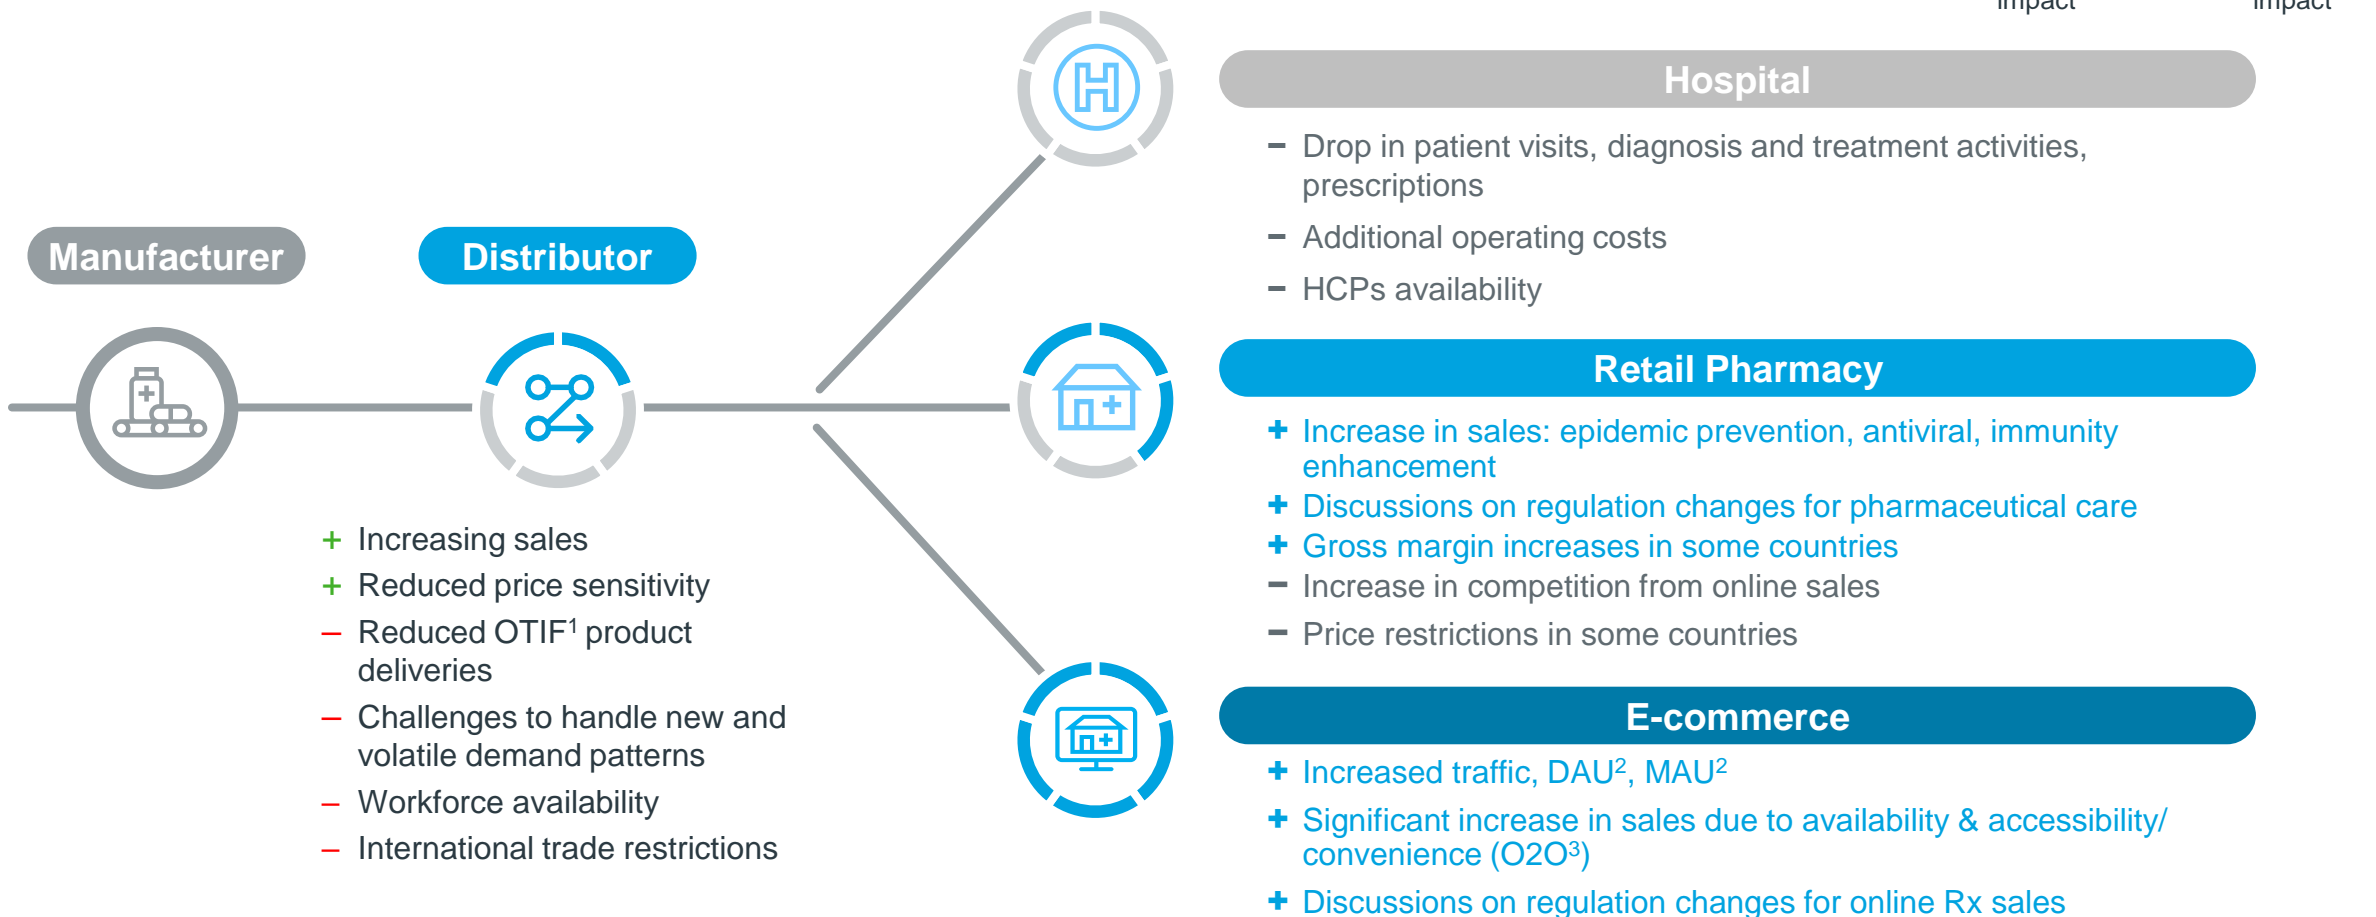 impact impact
Hospital
− Drop in patient visits, diagnosis and treatment activities,
prescriptions
− Additional operating costs
− HCPs availability
Manufacturer
Distributor
Retail Pharmacy
+ Increase in sales: epidemic prevention, antiviral, immunity
enhancement
+ Discussions on regulation changes for pharmaceutical care
+ Gross margin increases in some countries
− Increase in competition from online sales
− Price restrictions in some countries
+ Increasing sales
+ Reduced price sensitivity
− Reduced OTIF¹ product
deliveries
− Challenges to handle new and
volatile demand patterns
− Workforce availability
− International trade restrictions
E-commerce
+ Increased traffic, DAU², MAU²
+ Significant increase in sales due to availability & accessibility/
convenience (O2O³)
+ Discussions on regulation changes for online Rx sales